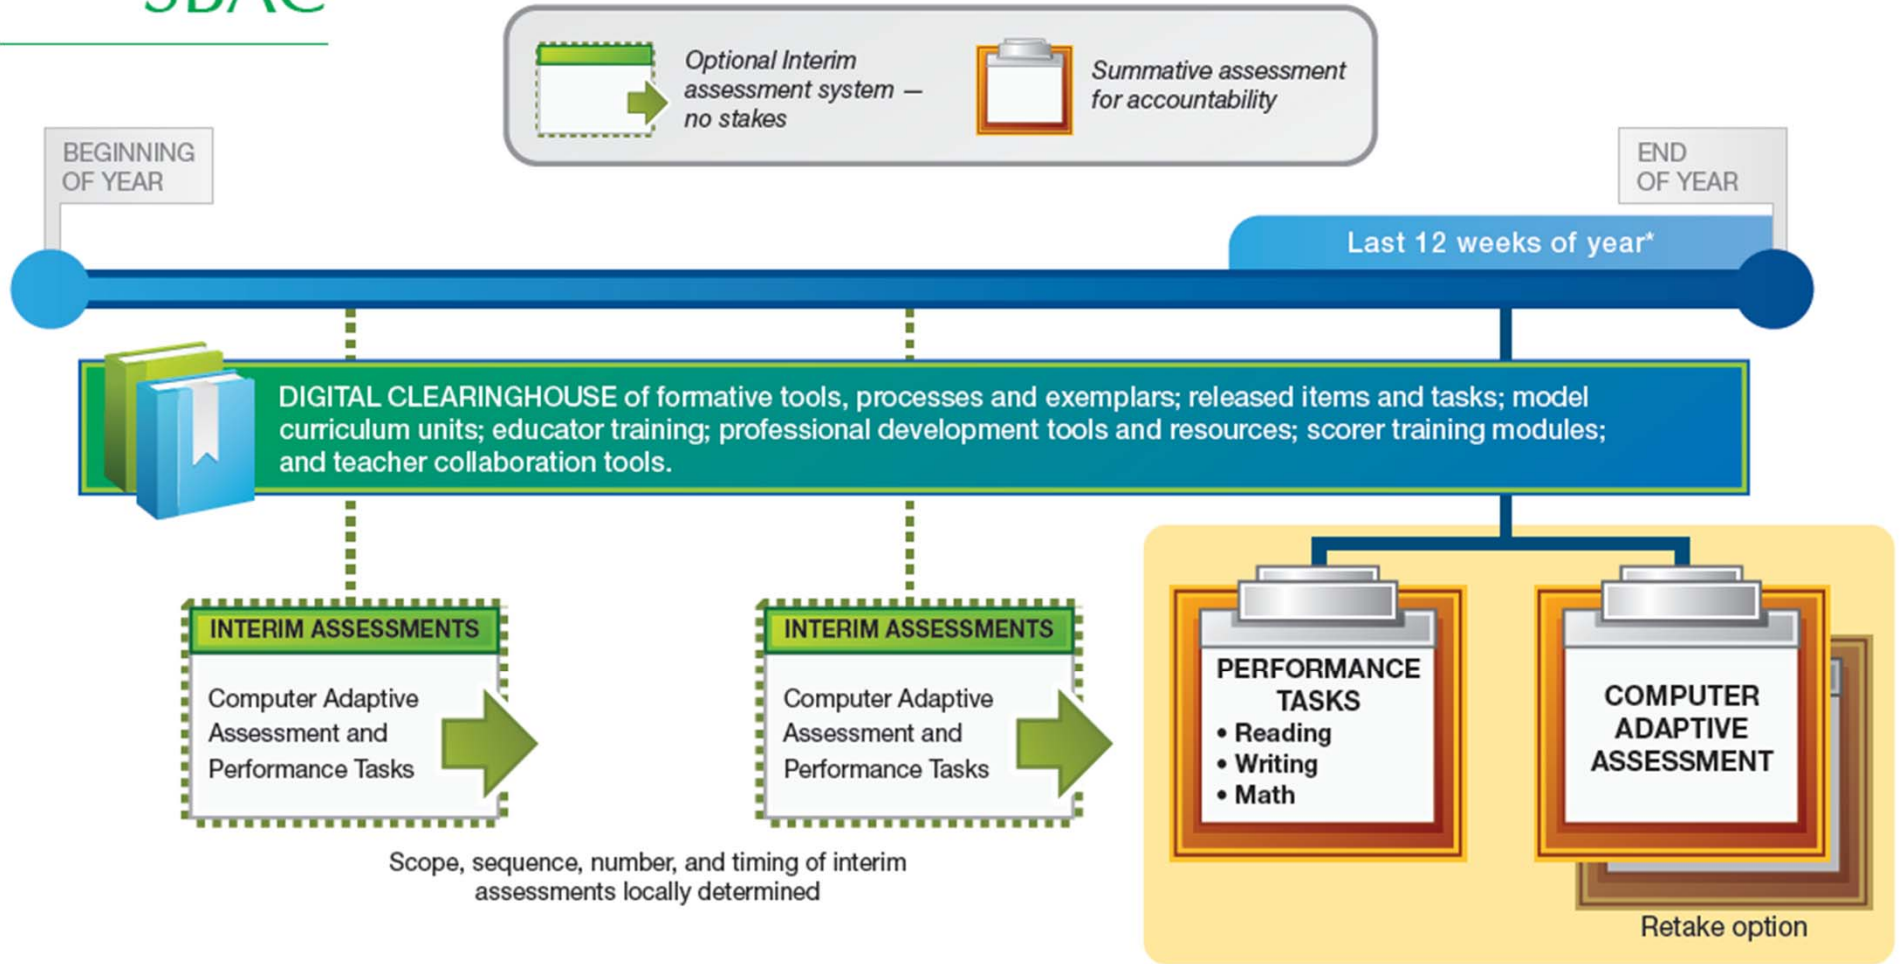 SBAC
Optional Interim
assessment system —
no stakes
Summative assessment
for accountability
BEGINNING
OF YEAR
END
OF YEAR
Last 12 weeks of year*
DIGITAL CLEARINGHOUSE of formative tools, processes and exemplars; released items and tasks; model
curriculum units; educator training; professional development tools and resources; scorer training modules;
and teacher collaboration tools.
INTERIM ASSESSMENTS
Computer Adaptive
Assessment and
Performance Tasks
INTERIM ASSESSMENTS
Computer Adaptive
Assessment and
Performance Tasks
Scope, sequence, number, and timing of interim
assessments locally determined
PERFORMANCE
TASKS
• Reading
• Writing
• Math
COMPUTER
ADAPTIVE
ASSESSMENT
Retake option